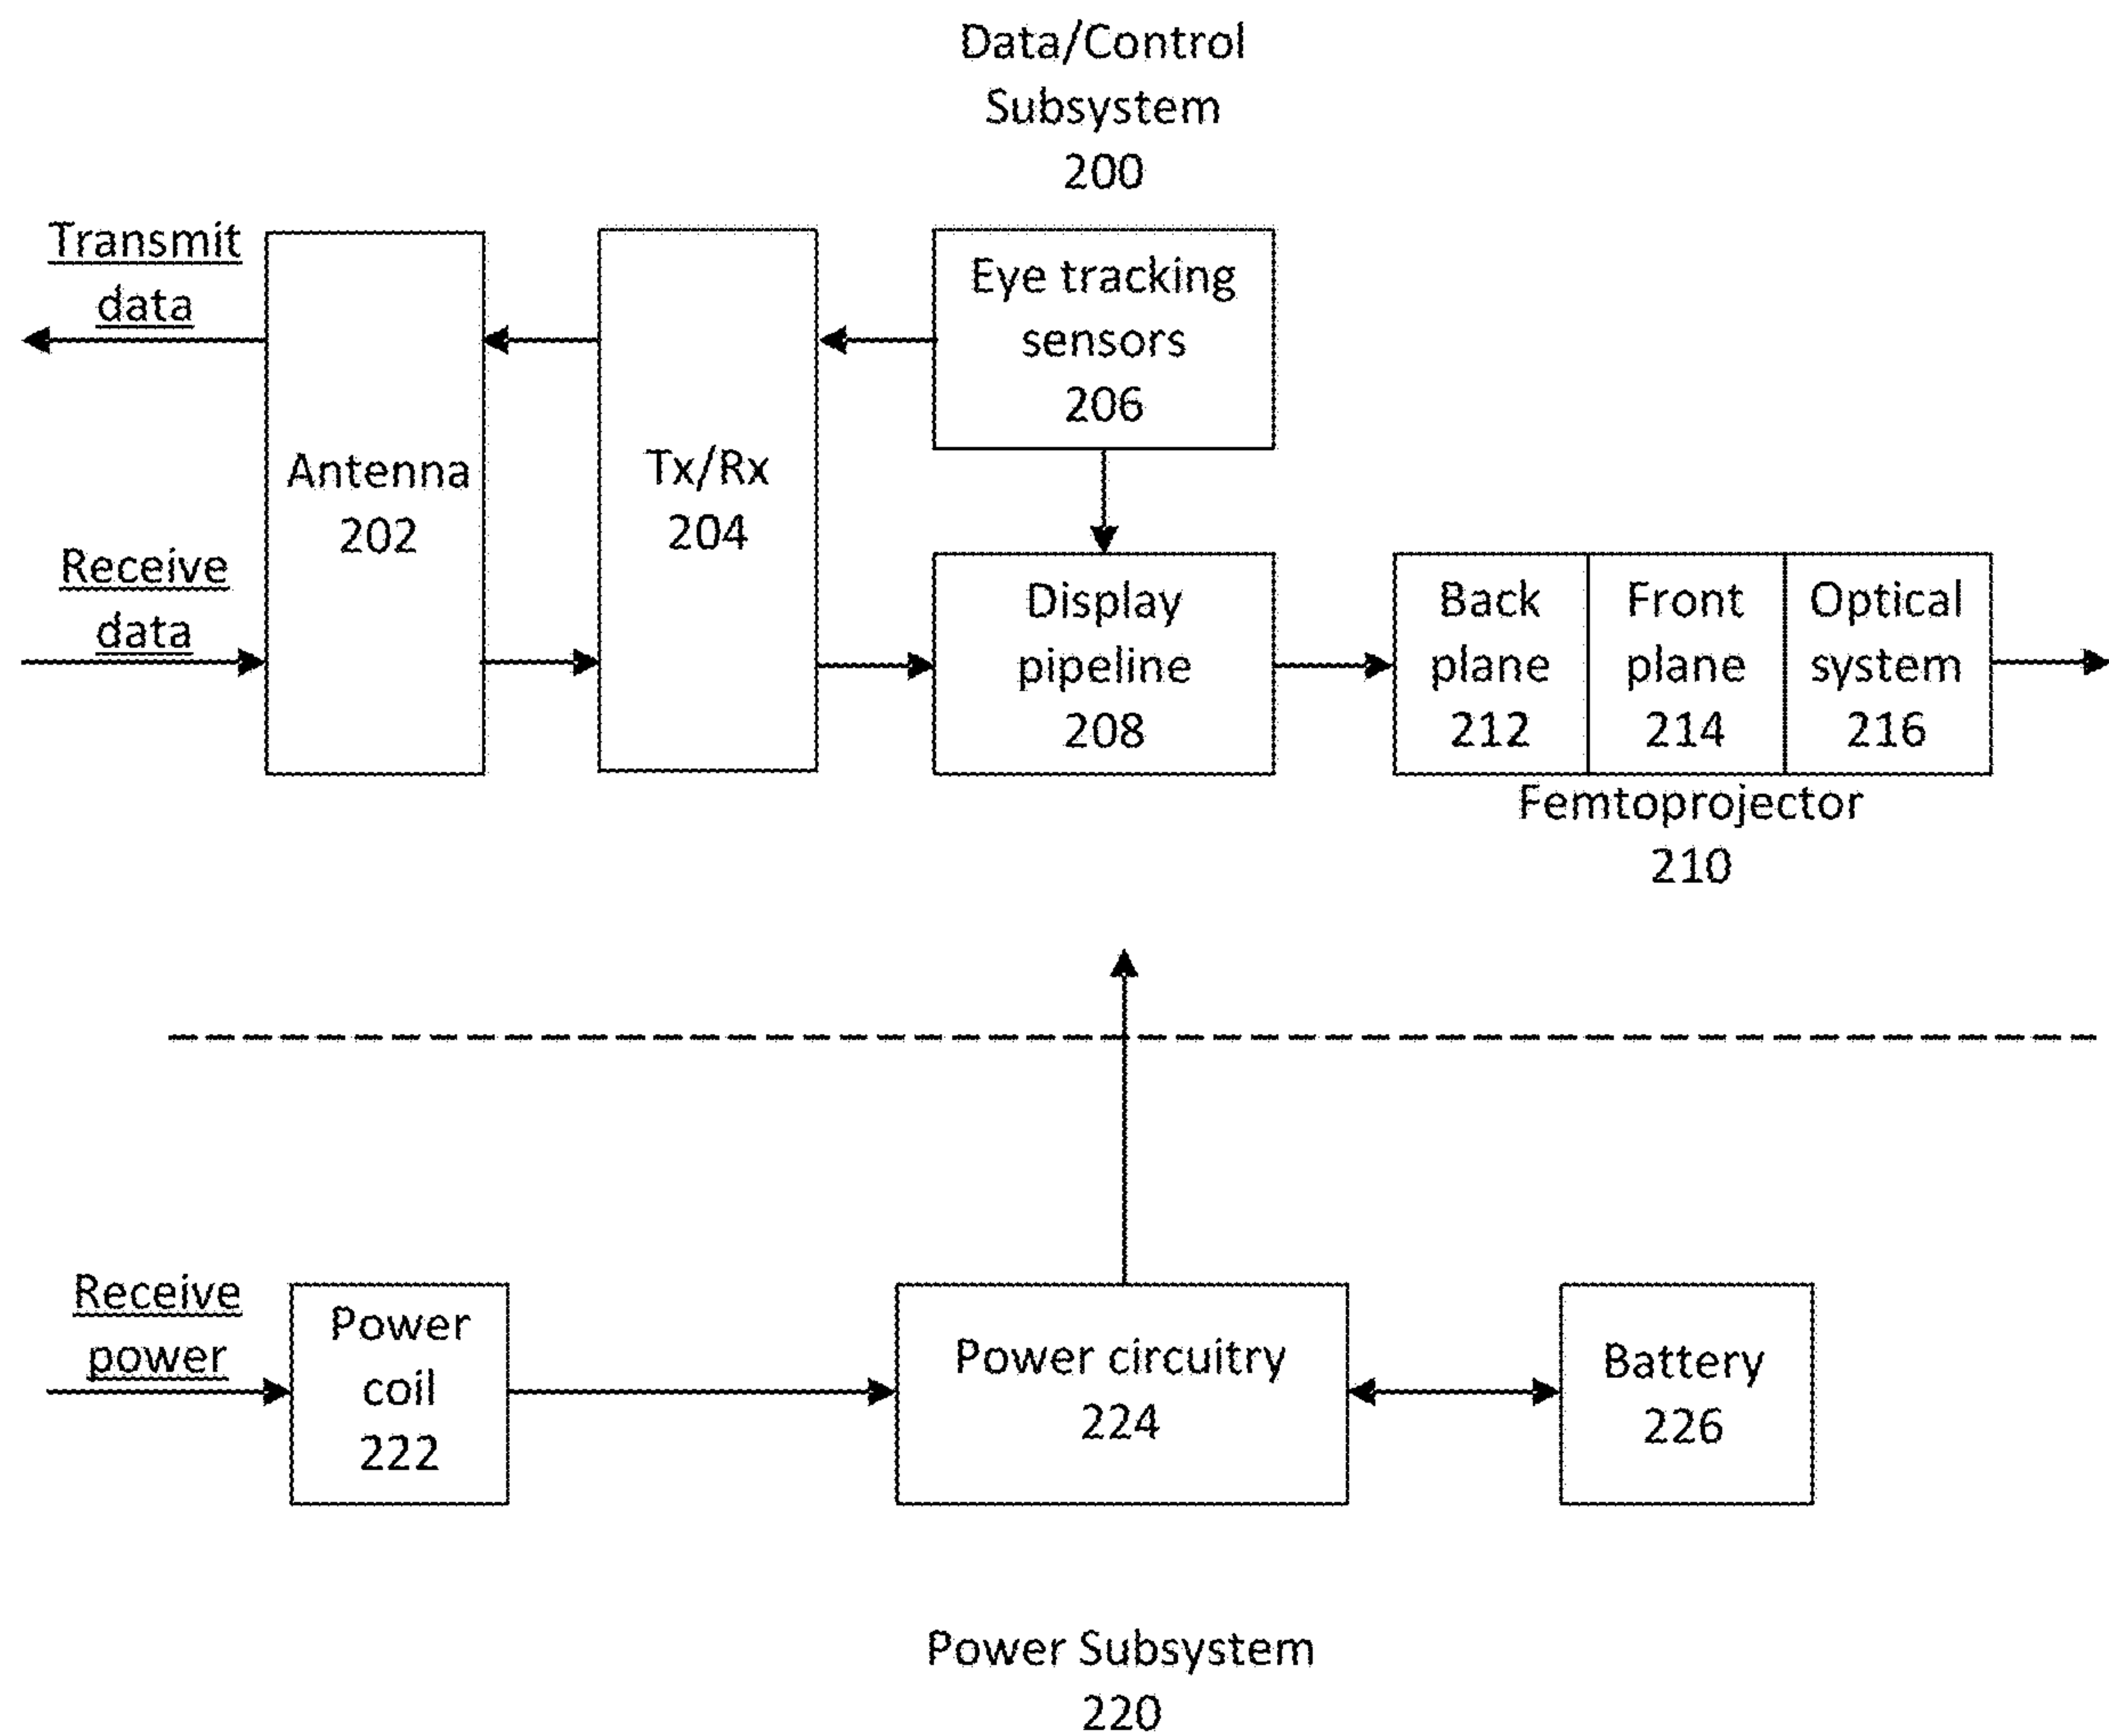 Data/Control
Subsystem
200
Transmit
data
Receive
data
Antenna
202
Tx/Rx
204
Eye tracking
sensors
206
Display
pipeline
208
Back
plane
212
Front
plane
214
Optical
system
216
Femtoprojector
210
Receive
power
Power
coil
222
Power circuitry
224
Battery
226
Power Subsystem
220